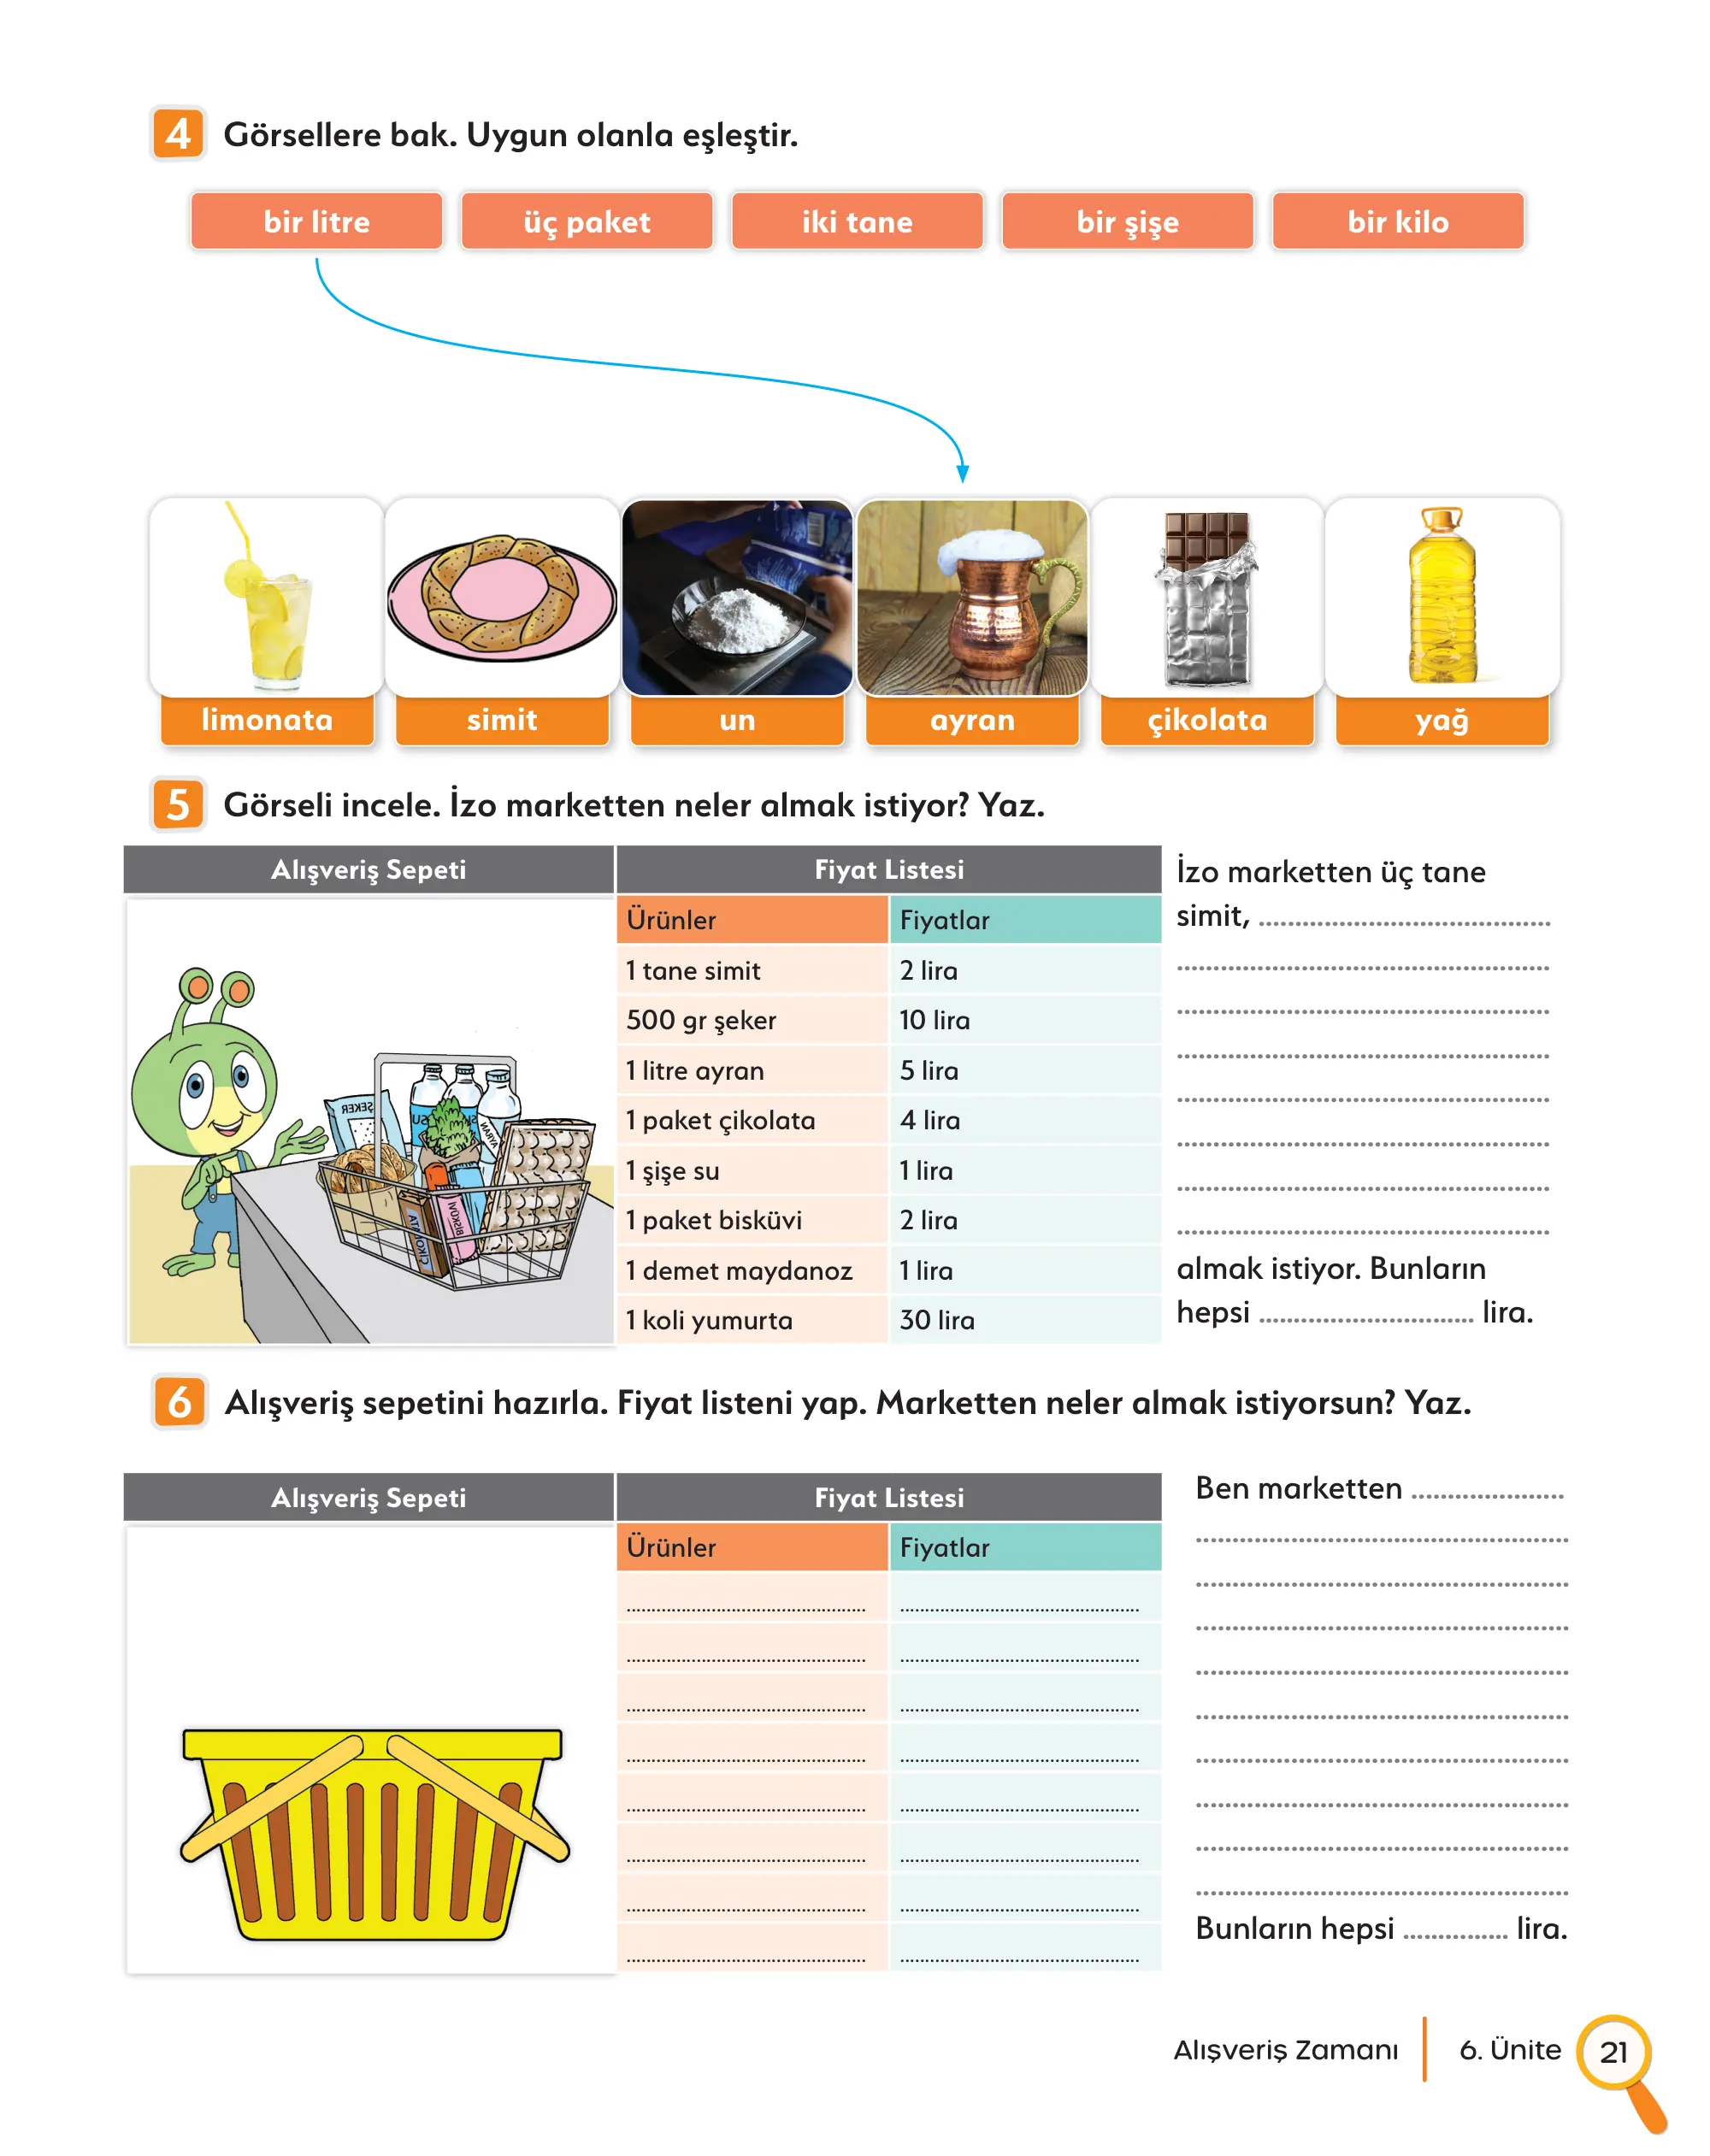 4 Görsellere bak. Uygun olanla eşleştir.
bir litre üç paket iki tane bir şişe bir kilo
limonata simit un ayran çikolata yağ
5 Görseli incele. İzo marketten neler almak istiyor? Yaz.
Alışveriş Sepeti Fiyat Listesi
Ürünler Fiyatlar
1 tane simit 2 lira
500 gr şeker 10 lira
1 litre ayran 5 lira
1 paket çikolata 4 lira
1 şişe su 1 lira
1 paket bisküvi 2 lira
1 demet maydanoz 1 lira
1 koli yumurta 30 lira
ŞEKER
SU
AYRAN
BİSKÜVİ
İzo marketten üç tane
simit, ........................................
...................................................
...................................................
...................................................
...................................................
...................................................
...................................................
...................................................
almak istiyor. Bunların
hepsi .............................. lira.
6 Alışveriş sepetini hazırla. Fiyat listeni yap. Marketten neler almak istiyorsun? Yaz.
Alışveriş Sepeti Fiyat Listesi
Ürünler Fiyatlar
Ben marketten .....................
Bunların hepsi ............... lira.
Alışveriş Zamanı 6. Ünite 21